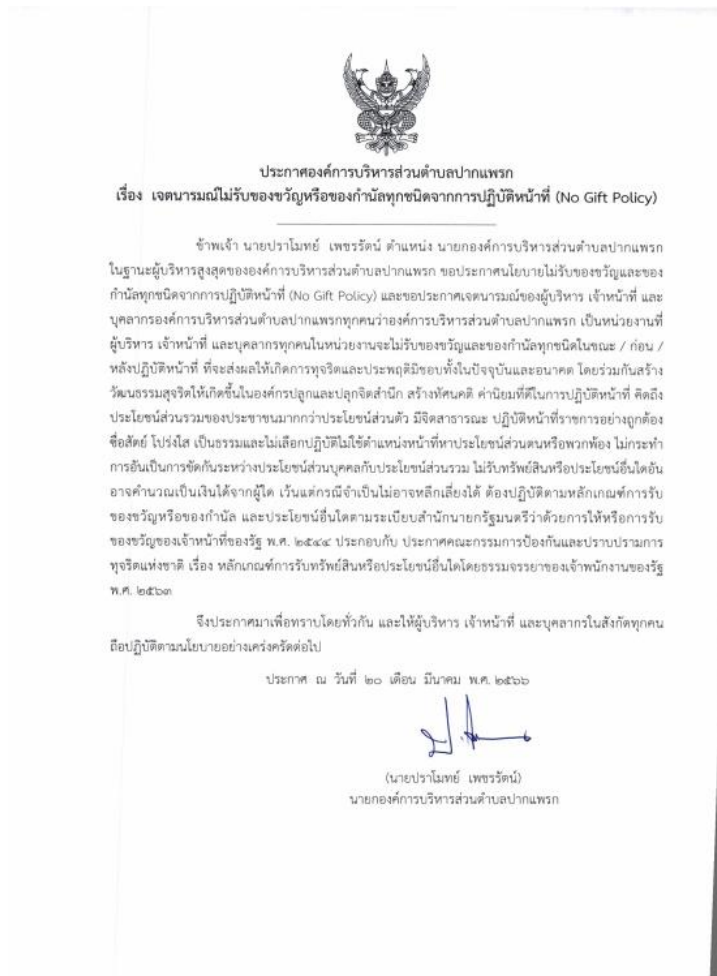 ประกาศองค์การบริหารส่วนตำบลปากแพรก
เรื่อง เจตนารมณ์ไม่รับของขวัญหรือของกำนัลทุกชนิดจากการปฏิบัติหน้าที่ (No Gift Policy)
ข้าพเจ้า นายปราโมทย์ เพชรรัตน์ ตำแหน่ง นายกองค์การบริหารส่วนตำบลปากแพรก
ในฐานะผู้บริหารสูงสุดขององค์การบริหารส่วนตำบลปากแพรก ขอประกาศนโยบายไม่รับของขวัญและของ
กำนัลทุกชนิดจากการปฏิบัติหน้าที่ (No Gift Policy) และขอประกาศเจตนารมณ์ของผู้บริหาร เจ้าหน้าที่ และ
บุคลากรองค์การบริหารส่วนตำบลปากแพรกทุกคนว่าองค์การบริหารส่วนตำบลปากแพรก เป็นหน่วยงานที่
ผู้บริหาร เจ้าหน้าที่ และบุคลากรทุกคนในหน่วยงานจะไม่รับของขวัญและของกำนัลทุกชนิดในขณะ / ก่อน /
หลังปฏิบัติหน้าที่ ที่จะส่งผลให้เกิดการทุจริตและประพฤติมิชอบทั้งในปัจจุบันและอนาคต โดยร่วมกันสร้าง
วัฒนธรรมสุจริตให้เกิดขึ้นในองค์กรปลูกและปลุกจิตสำนึก สร้างทัศนคติ ค่านิยมที่ดีในการปฏิบัติหน้าที่ คิดถึง
ประโยชน์ส่วนรวมของประชาชนมากกว่าประโยชน์ส่วนตัว มีจิตสาธารณะ ปฏิบัติหน้าที่ราชการอย่างถูกต้อง
ซื่อสัตย์ โปร่งใส เป็นธรรมและไม่เลือกปฏิบัติไม่ใช้ตำแหน่งหน้าที่หาประโยชน์ส่วนตนหรือพวกพ้อง ไม่กระทำ
การอันเป็นการขัดกันระหว่างประโยชน์ส่วนบุคคลกับประโยชน์ส่วนรวม ไม่รับทรัพย์สินหรือประโยชน์อื่นใดอัน
อาจคำนวณเป็นเงินได้จากผู้ใด เว้นแต่กรณีจำเป็นไม่อาจหลีกเลี่ยงได้ ต้องปฏิบัติตามหลักเกณฑ์การรับ
ของขวัญหรือของกำนัล และประโยชน์อื่นใดตามระเบียบสำนักนายกรัฐมนตรีว่าด้วยการให้หรือการรับ
ของขวัญของเจ้าหน้าที่ของรัฐ พ.ศ. ๒๕๔๔ ประกอบกับ ประกาศคณะกรรมการป้องกันและปราบปรามการ
ทุจริตแห่งชาติ เรื่อง หลักเกณฑ์การรับทรัพย์สินหรือประโยชน์อื่นใดโดยธรรมจรรยาของเจ้าพนักงานของรัฐ
พ.ศ. ๒๕๖๓
จึงประกาศมาเพื่อทราบโดยทั่วกัน และให้ผู้บริหาร เจ้าหน้าที่ และบุคลากรในสังกัดทุกคน
ถือปฏิบัติตามนโยบายอย่างเคร่งครัดต่อไป
ประกาศ ณ วันที่ ๒๐ เดือน มีนาคม พ.ศ. ๒๕๖๖
(นายปราโมทย์ เพชรรัตน์)
นายกองค์การบริหารส่วนตำบลปากแพรก